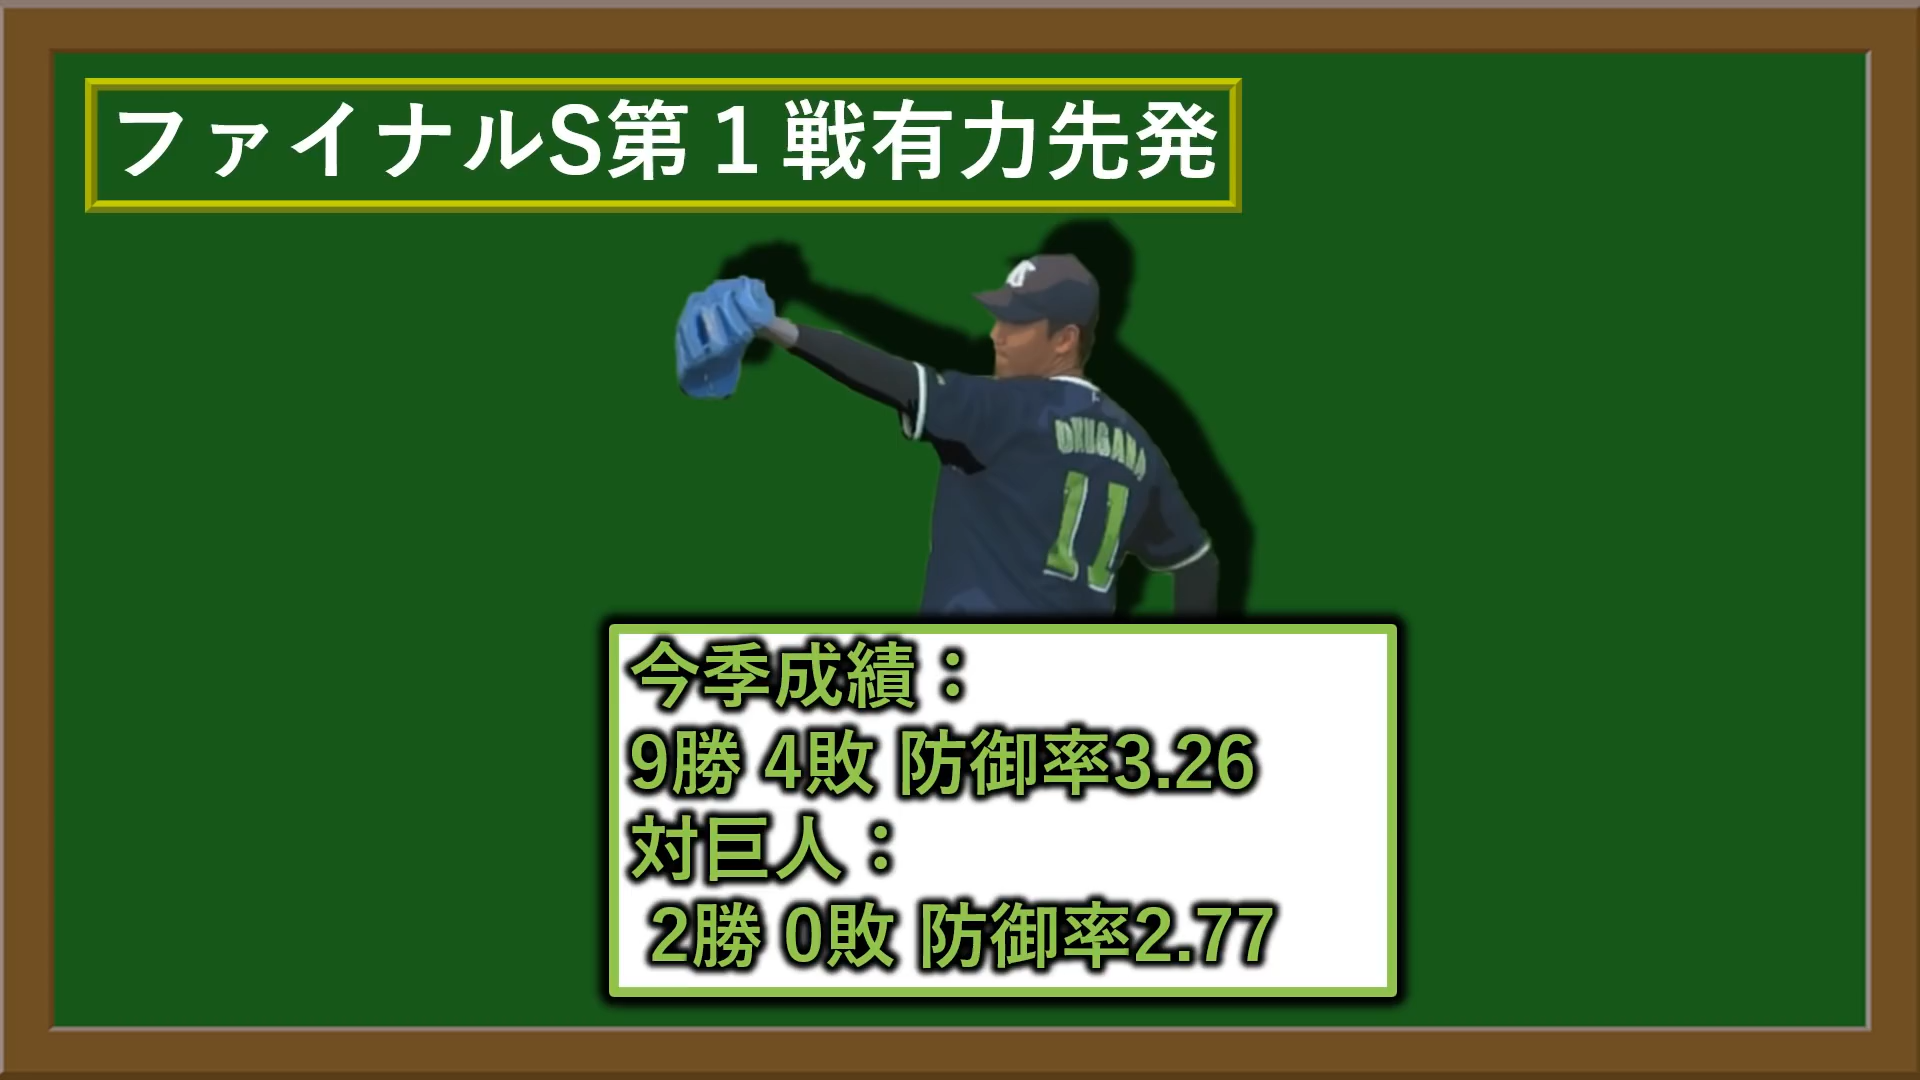 ファイナルS第１戦有力先発
OKUGAWA
11
今季成績：
9勝 4敗 防御率3.26
対巨人：
2勝 0敗 防御率2.77